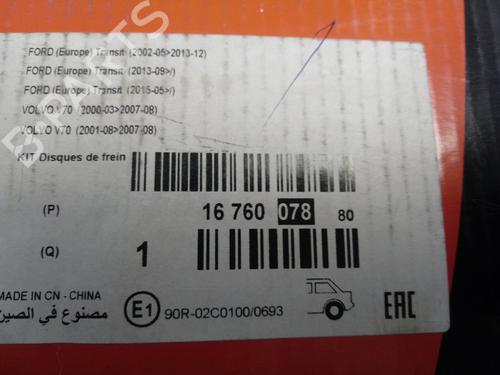 FORD (Europe) Transit (2002-05>2013-12)
FORD (Europe) Transit (2013-09>/)
FORD (Europe) Transit (2015-05>/)
VOLVO V70 (2000-03>2007-08)
VOLVO V70 (2001-08>2007-08)
KIT Disques de frein
(P) 16 760 078 80
(Q) 1
MADE IN CN - CHINA
مصنوع في الصين
E1 90R-02C0100/0693
EAC
B-PARTS